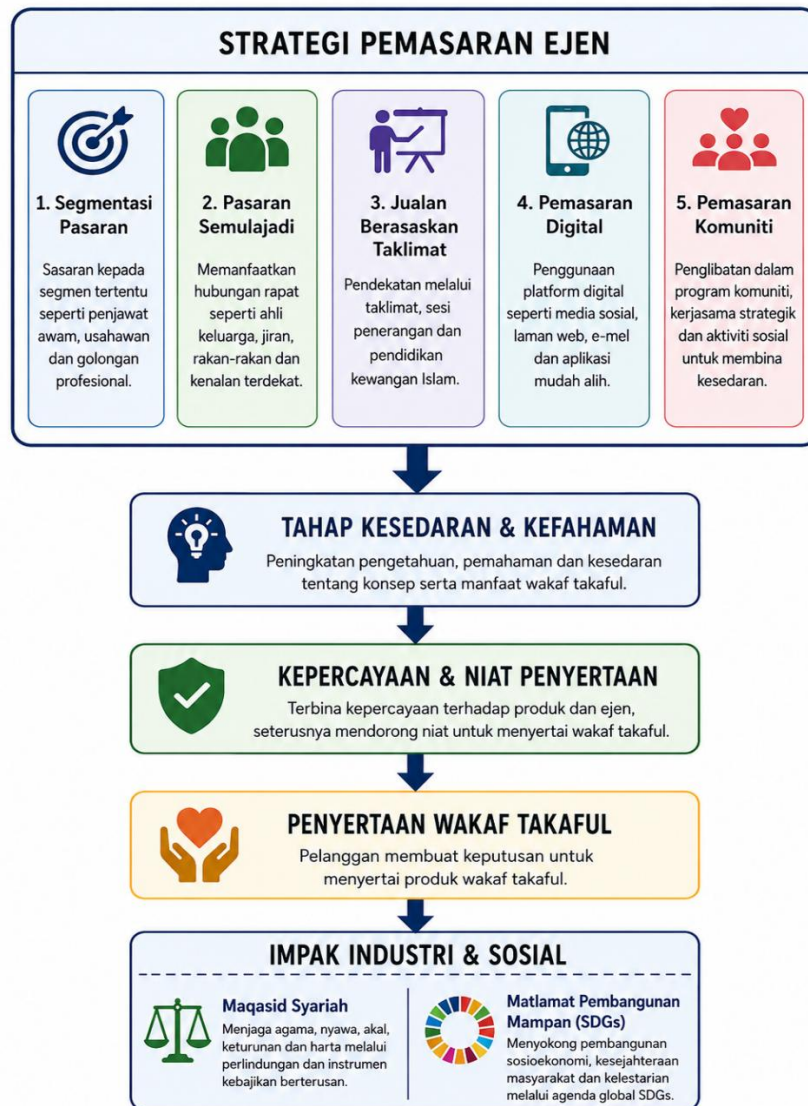 STRATEGI PEMASARAN EJEN
1. Segmentasi
Pasaran
Sasaran kepada
segmen tertentu
seperti penjawat
awam, usahawan
dan golongan
profesional.
2. Pasaran
Semulajadi
Memanfaatkan
hubungan rapat
seperti ahli
keluarga, jiran,
rakan-rakan dan
kenalan terdekat.
3. Jualan
Berasaskan
Taklimat
Pendekatan melalui
taklimat, sesi
penerangan dan
pendidikan
kewangan Islam.
4. Pemasaran
Digital
Penggunaan
platform digital
seperti media sosial,
laman web, e-mel
dan aplikasi
mudah alih.
5. Pemasaran
Komuniti
Penglibatan dalam
program komuniti,
kerjasama strategik
dan aktiviti sosial
untuk membina
kesedaran.
TAHAP KESEDARAN & KEFAHAMAN
Peningkatan pengetahuan, pemahaman dan kesedaran
tentang konsep serta manfaat wakaf takaful.
KEPERCAYAAN & NIAT PENYERTAAN
Terbina kepercayaan terhadap produk dan ejen,
seterusnya mendorong niat untuk menyertai wakaf takaful.
PENYERTAAN WAKAF TAKAFUL
Pelanggan membuat keputusan untuk
menyertai produk wakaf takaful.
IMPAK INDUSTRI & SOSIAL
Maqasid Syariah
Menjaga agama, nyawa, akal,
keturunan dan harta melalui
perlindungan dan instrumen
kebajikan berterusan.
Matlamat Pembangunan
Mampan (SDGs)
Menyokong pembangunan
sosioekonomi, kesejahteraan
masyarakat dan kelestarian
melalui agenda global SDGs.